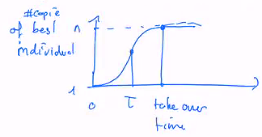 #copie
of best
individual
n
1
0
τ
take over
time